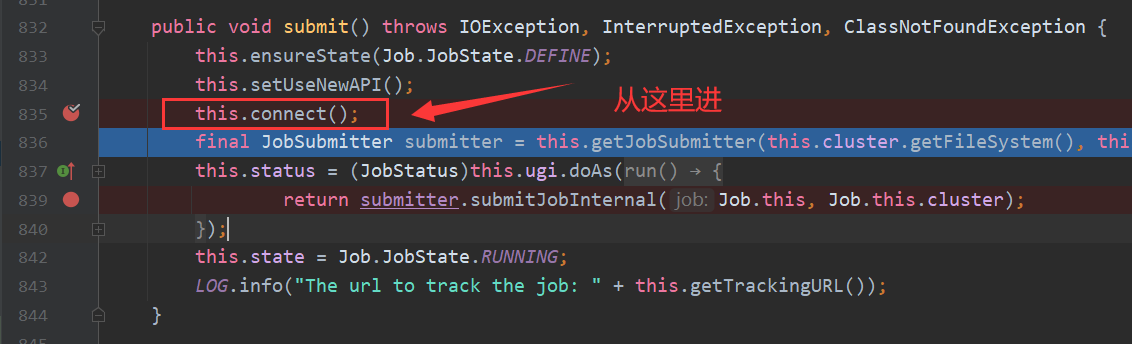 832 public void submit() throws IOException, InterruptedException, ClassNotFoundException {
833 this.ensureState(Job.JobState.DEFINE);
834 this.setUseNewAPI();
835 this.connect(); 从这里进
836 final JobSubmitter submitter = this.getJobSubmitter(this.cluster.getFileSystem(), thi
837 this.status = (JobStatus)this.ugi.doAs(run() → {
839 return submitter.submitJobInternal( job: Job.this, Job.this.cluster);
840 });
842 this.state = Job.JobState.RUNNING;
843 LOG.info("The url to track the job: " + this.getTrackingURL());
844 }